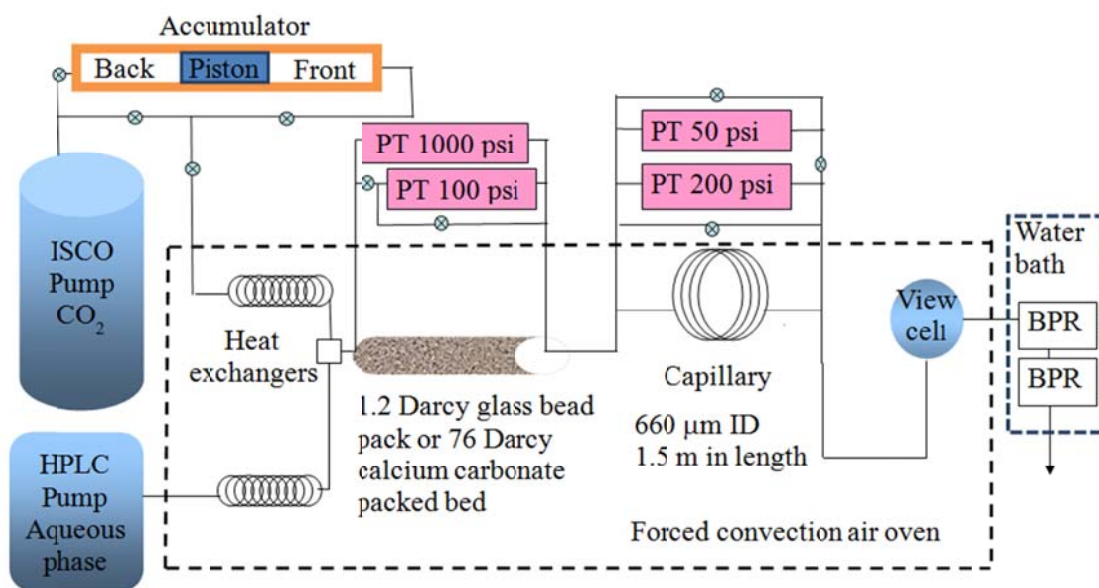 Accumulator
Back Piston Front
PT 1000 psi
PT 100 psi
PT 50 psi
PT 200 psi
ISCO
Pump
CO₂
Water
bath
View
cell
BPR
BPR
Heat
exchangers
Capillary
1.2 Darcy glass bead
pack or 76 Darcy
calcium carbonate
packed bed
660 μm ID
1.5 m in length
HPLC
Pump
Aqueous
phase
Forced convection air oven